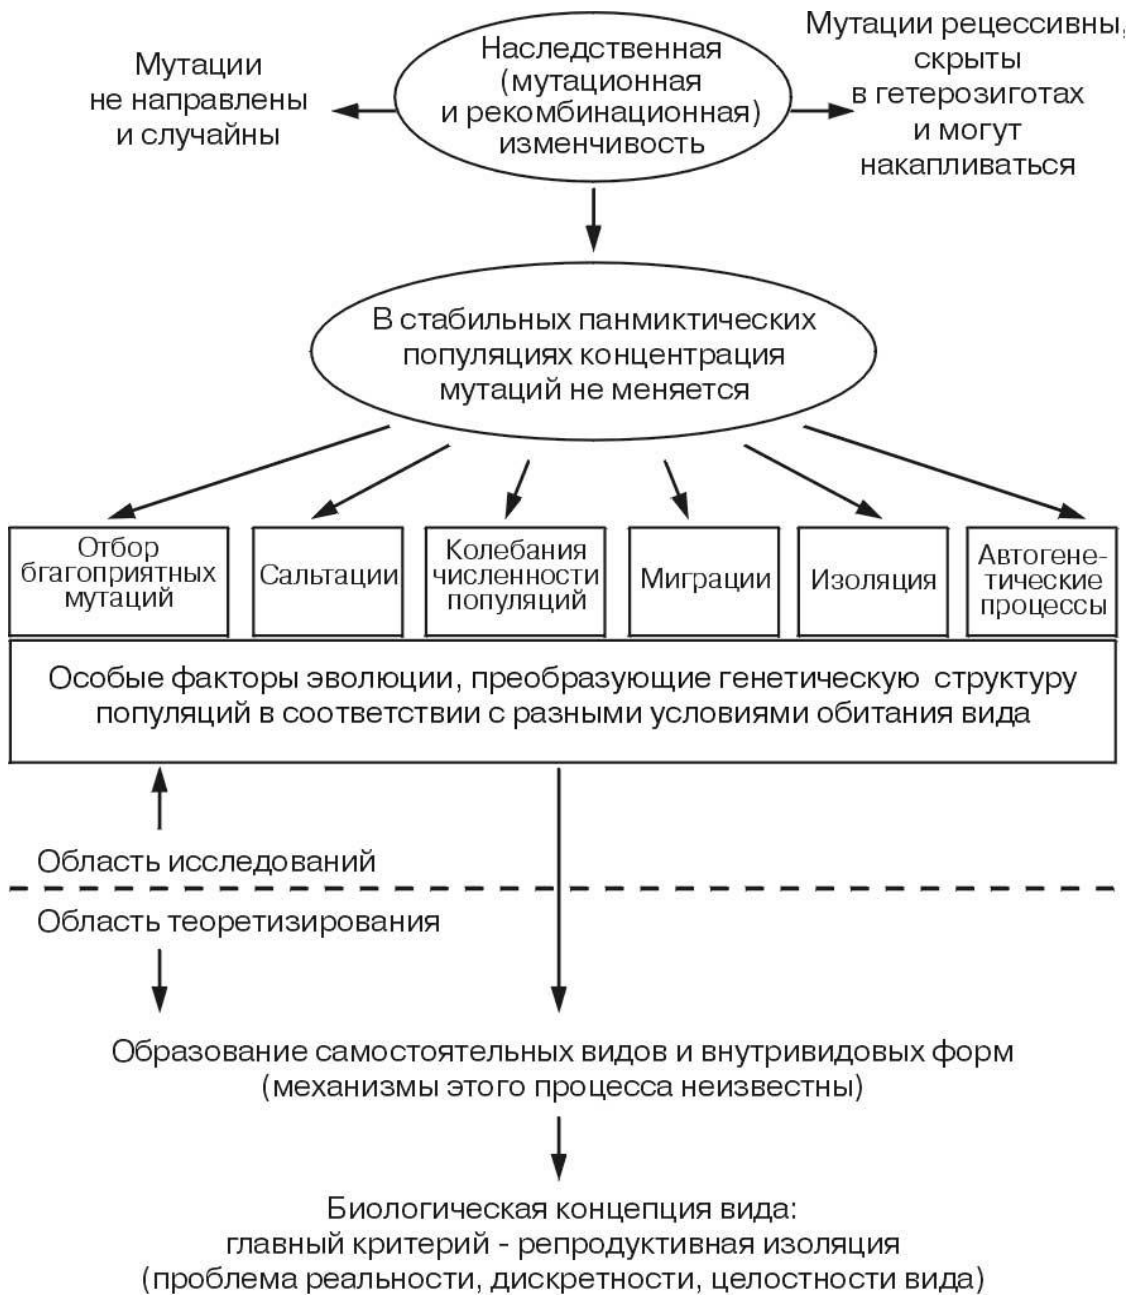 Мутации
не направлены
и случайны
Наследственная
(мутационная
и рекомбинационная)
изменчивость
Мутации рецессивны,
скрыты
в гетерозиготах
и могут
накапливаться
В стабильных панмиктических
популяциях концентрация
мутаций не меняется
Отбор
бгагоприятных
мутаций
Сальтации
Колебания
численности
популяций
Миграции
Изоляция
Автогене-
тические
процессы
Особые факторы эволюции, преобразующие генетическую структуру
популяций в соответствии с разными условиями обитания вида
Область исследований
Область теоретизирования
Образование самостоятельных видов и внутривидовых форм
(механизмы этого процесса неизвестны)
Биологическая концепция вида:
главный критерий - репродуктивная изоляция
(проблема реальности, дискретности, целостности вида)